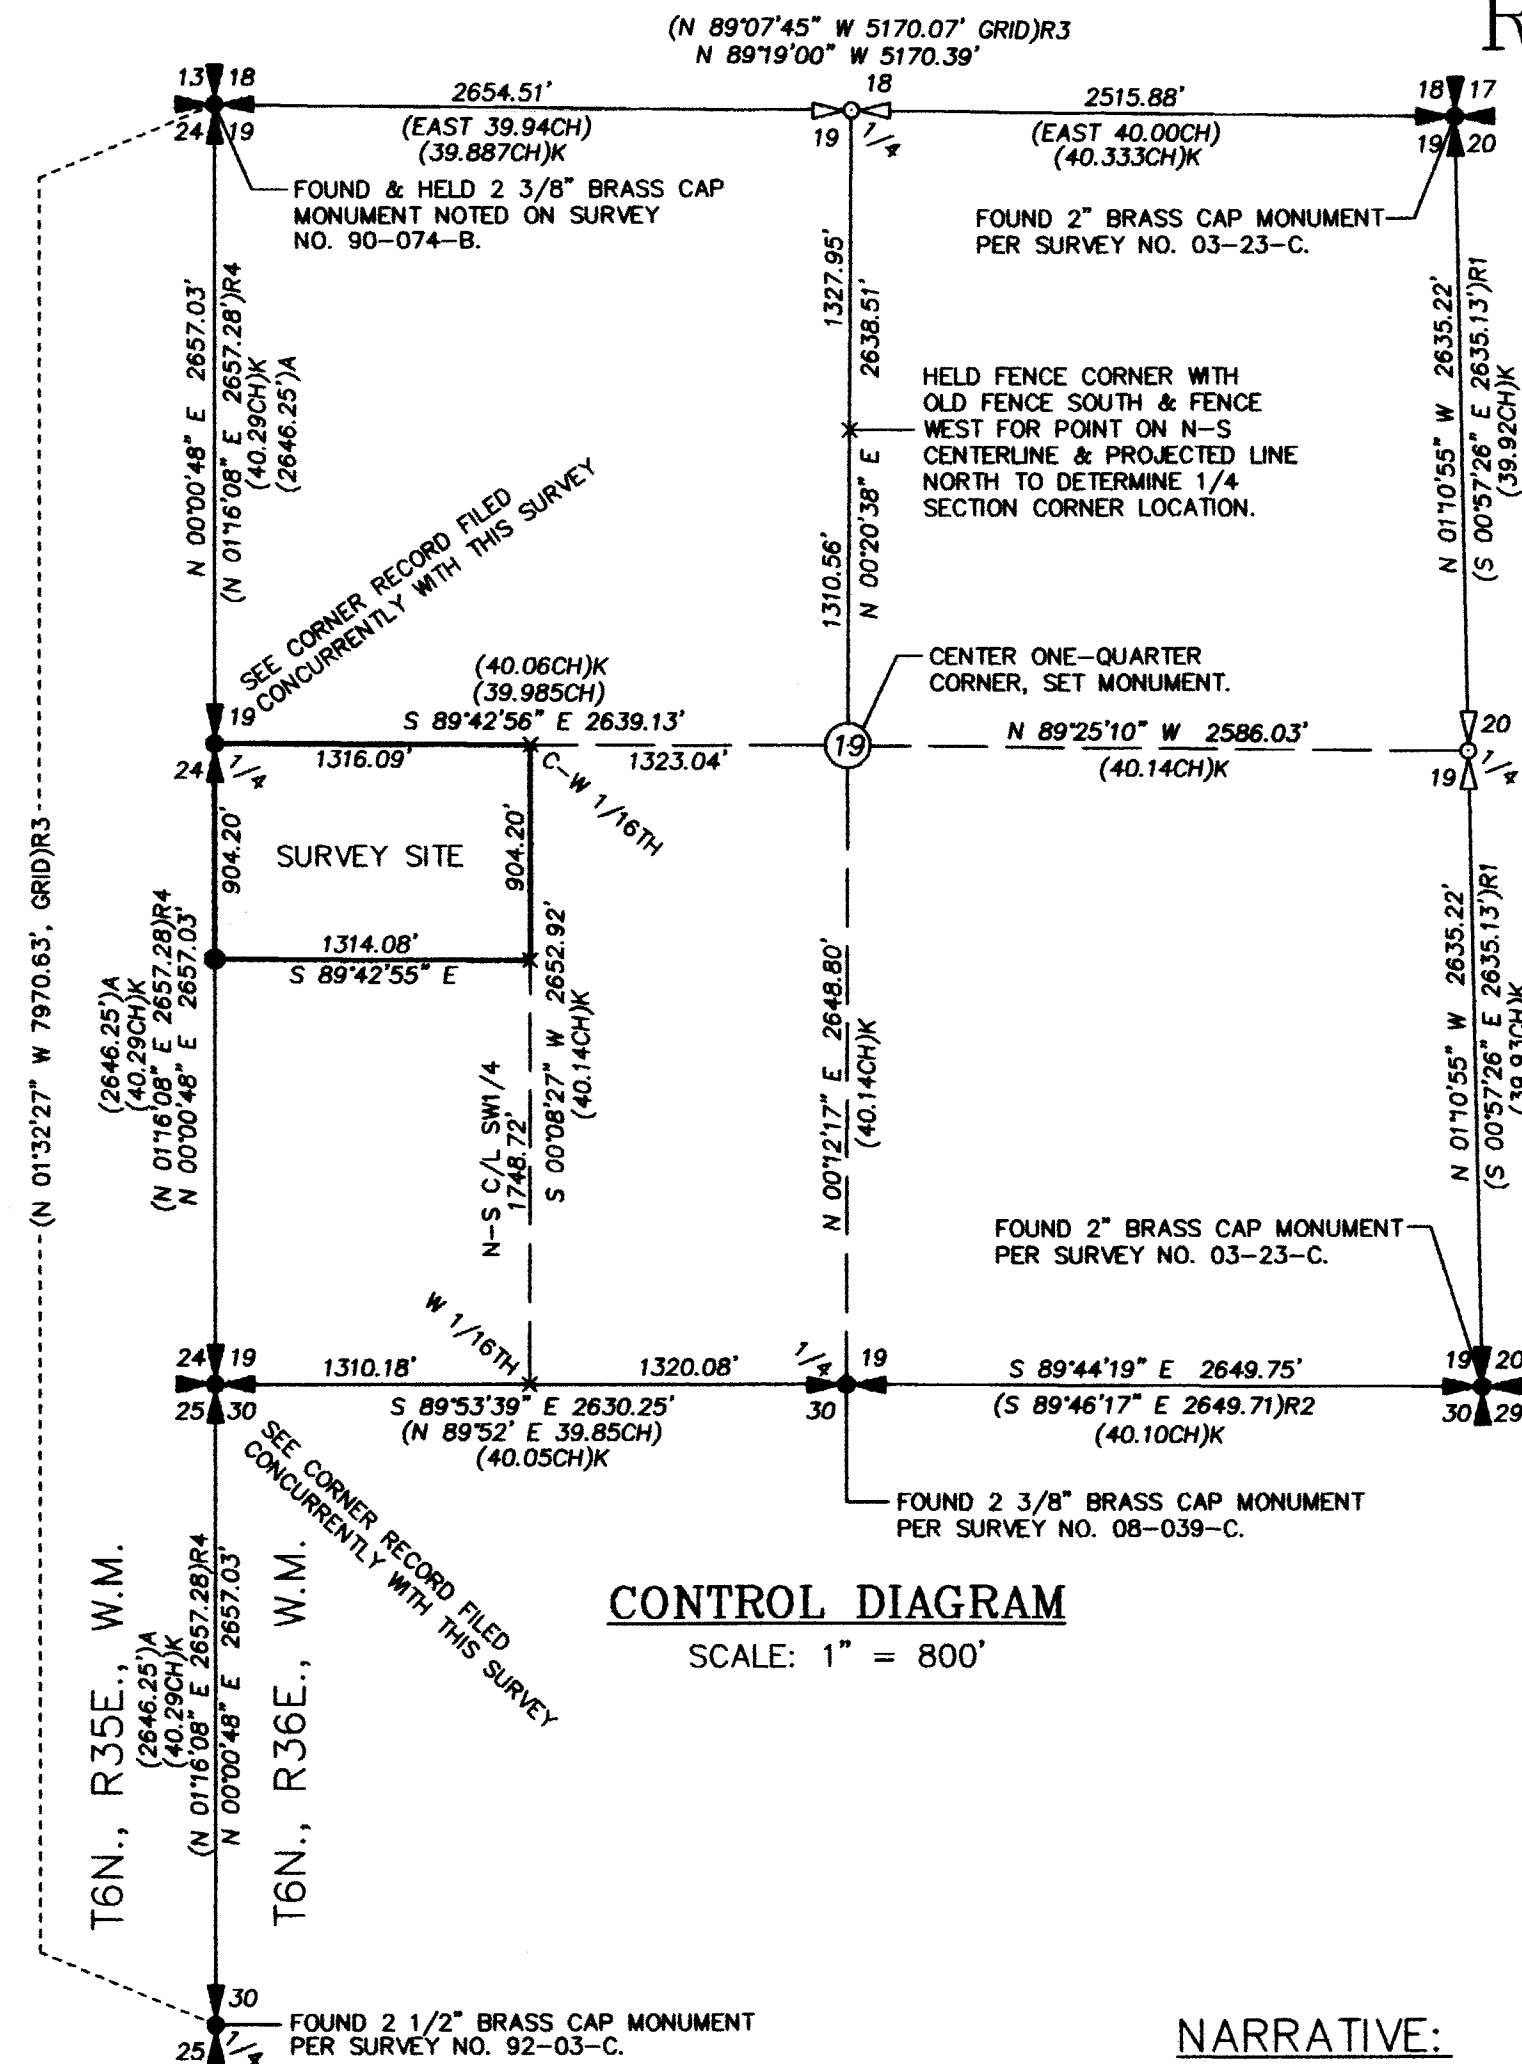 (N 89°07'45" W 5170.07' GRID)R3
N 89°19'00" W 5170.39'
R
13 18
24 19
2654.51'
(EAST 39.94CH)
(39.887CH)K
18
19 1/4
2515.88'
(EAST 40.00CH)
(40.333CH)K
18 17
19 20
FOUND & HELD 2 3/8" BRASS CAP
MONUMENT NOTED ON SURVEY
NO. 90-074-B.
FOUND 2" BRASS CAP MONUMENT
PER SURVEY NO. 03-23-C.
N 00°00'48" E 2657.03'
(N 01°16'08" E 2657.28')R4
(40.29CH)K
(2646.25')A
1327.95'
2638.51'
1310.56'
N 00°20'38" E
HELD FENCE CORNER WITH
OLD FENCE SOUTH & FENCE
WEST FOR POINT ON N-S
CENTERLINE & PROJECTED LINE
NORTH TO DETERMINE 1/4
SECTION CORNER LOCATION.
N 01°10'55" W 2635.22'
(S 00°57'26" E 2635.13')R1
(39.92CH)K
SEE CORNER RECORD FILED
CONCURRENTLY WITH THIS SURVEY
(40.06CH)K
(39.985CH)
S 89°42'56" E 2639.13'
1316.09'
1323.04'
19
24 1/4
C-W 1/16TH
CENTER ONE-QUARTER
CORNER, SET MONUMENT.
19
N 89°25'10" W 2586.03'
(40.14CH)K
20
19 1/4
904.20'
SURVEY SITE
904.20'
1314.08'
S 89°42'55" E
(N 01°32'27" W 7970.63', GRID)R3
(2646.25')A
(40.29CH)K
(N 01°16'08" E 2657.28)R4
N 00°00'48" E 2657.03'
N-S C/L SW1/4
1748.72'
S 00°08'27" W 2652.92'
(40.14CH)K
N 00°12'17" E 2648.80'
(40.14CH)K
N 01°10'55" W 2635.22'
(S 00°57'26" E 2635.13')R1
(39.93CH)K
FOUND 2" BRASS CAP MONUMENT
PER SURVEY NO. 03-23-C.
W 1/16TH
24 19
25 30
1310.18'
1320.08'
S 89°53'39" E 2630.25'
(N 89°52' E 39.85CH)
(40.05CH)K
1/4 19
30
S 89°44'19" E 2649.75'
(S 89°46'17" E 2649.71)R2
(40.10CH)K
19 20
30 29
SEE CORNER RECORD FILED
CONCURRENTLY WITH THIS SURVEY
FOUND 2 3/8" BRASS CAP MONUMENT
PER SURVEY NO. 08-039-C.
T6N., R35E., W.M.
(2646.25')A
(40.29CH)K
(N 01°16'08" E 2657.28)R4
N 00°00'48" E 2657.03'
T6N., R36E., W.M.
CONTROL DIAGRAM
SCALE: 1" = 800'
30
25 1/4
FOUND 2 1/2" BRASS CAP MONUMENT
PER SURVEY NO. 92-03-C.
NARRATIVE: